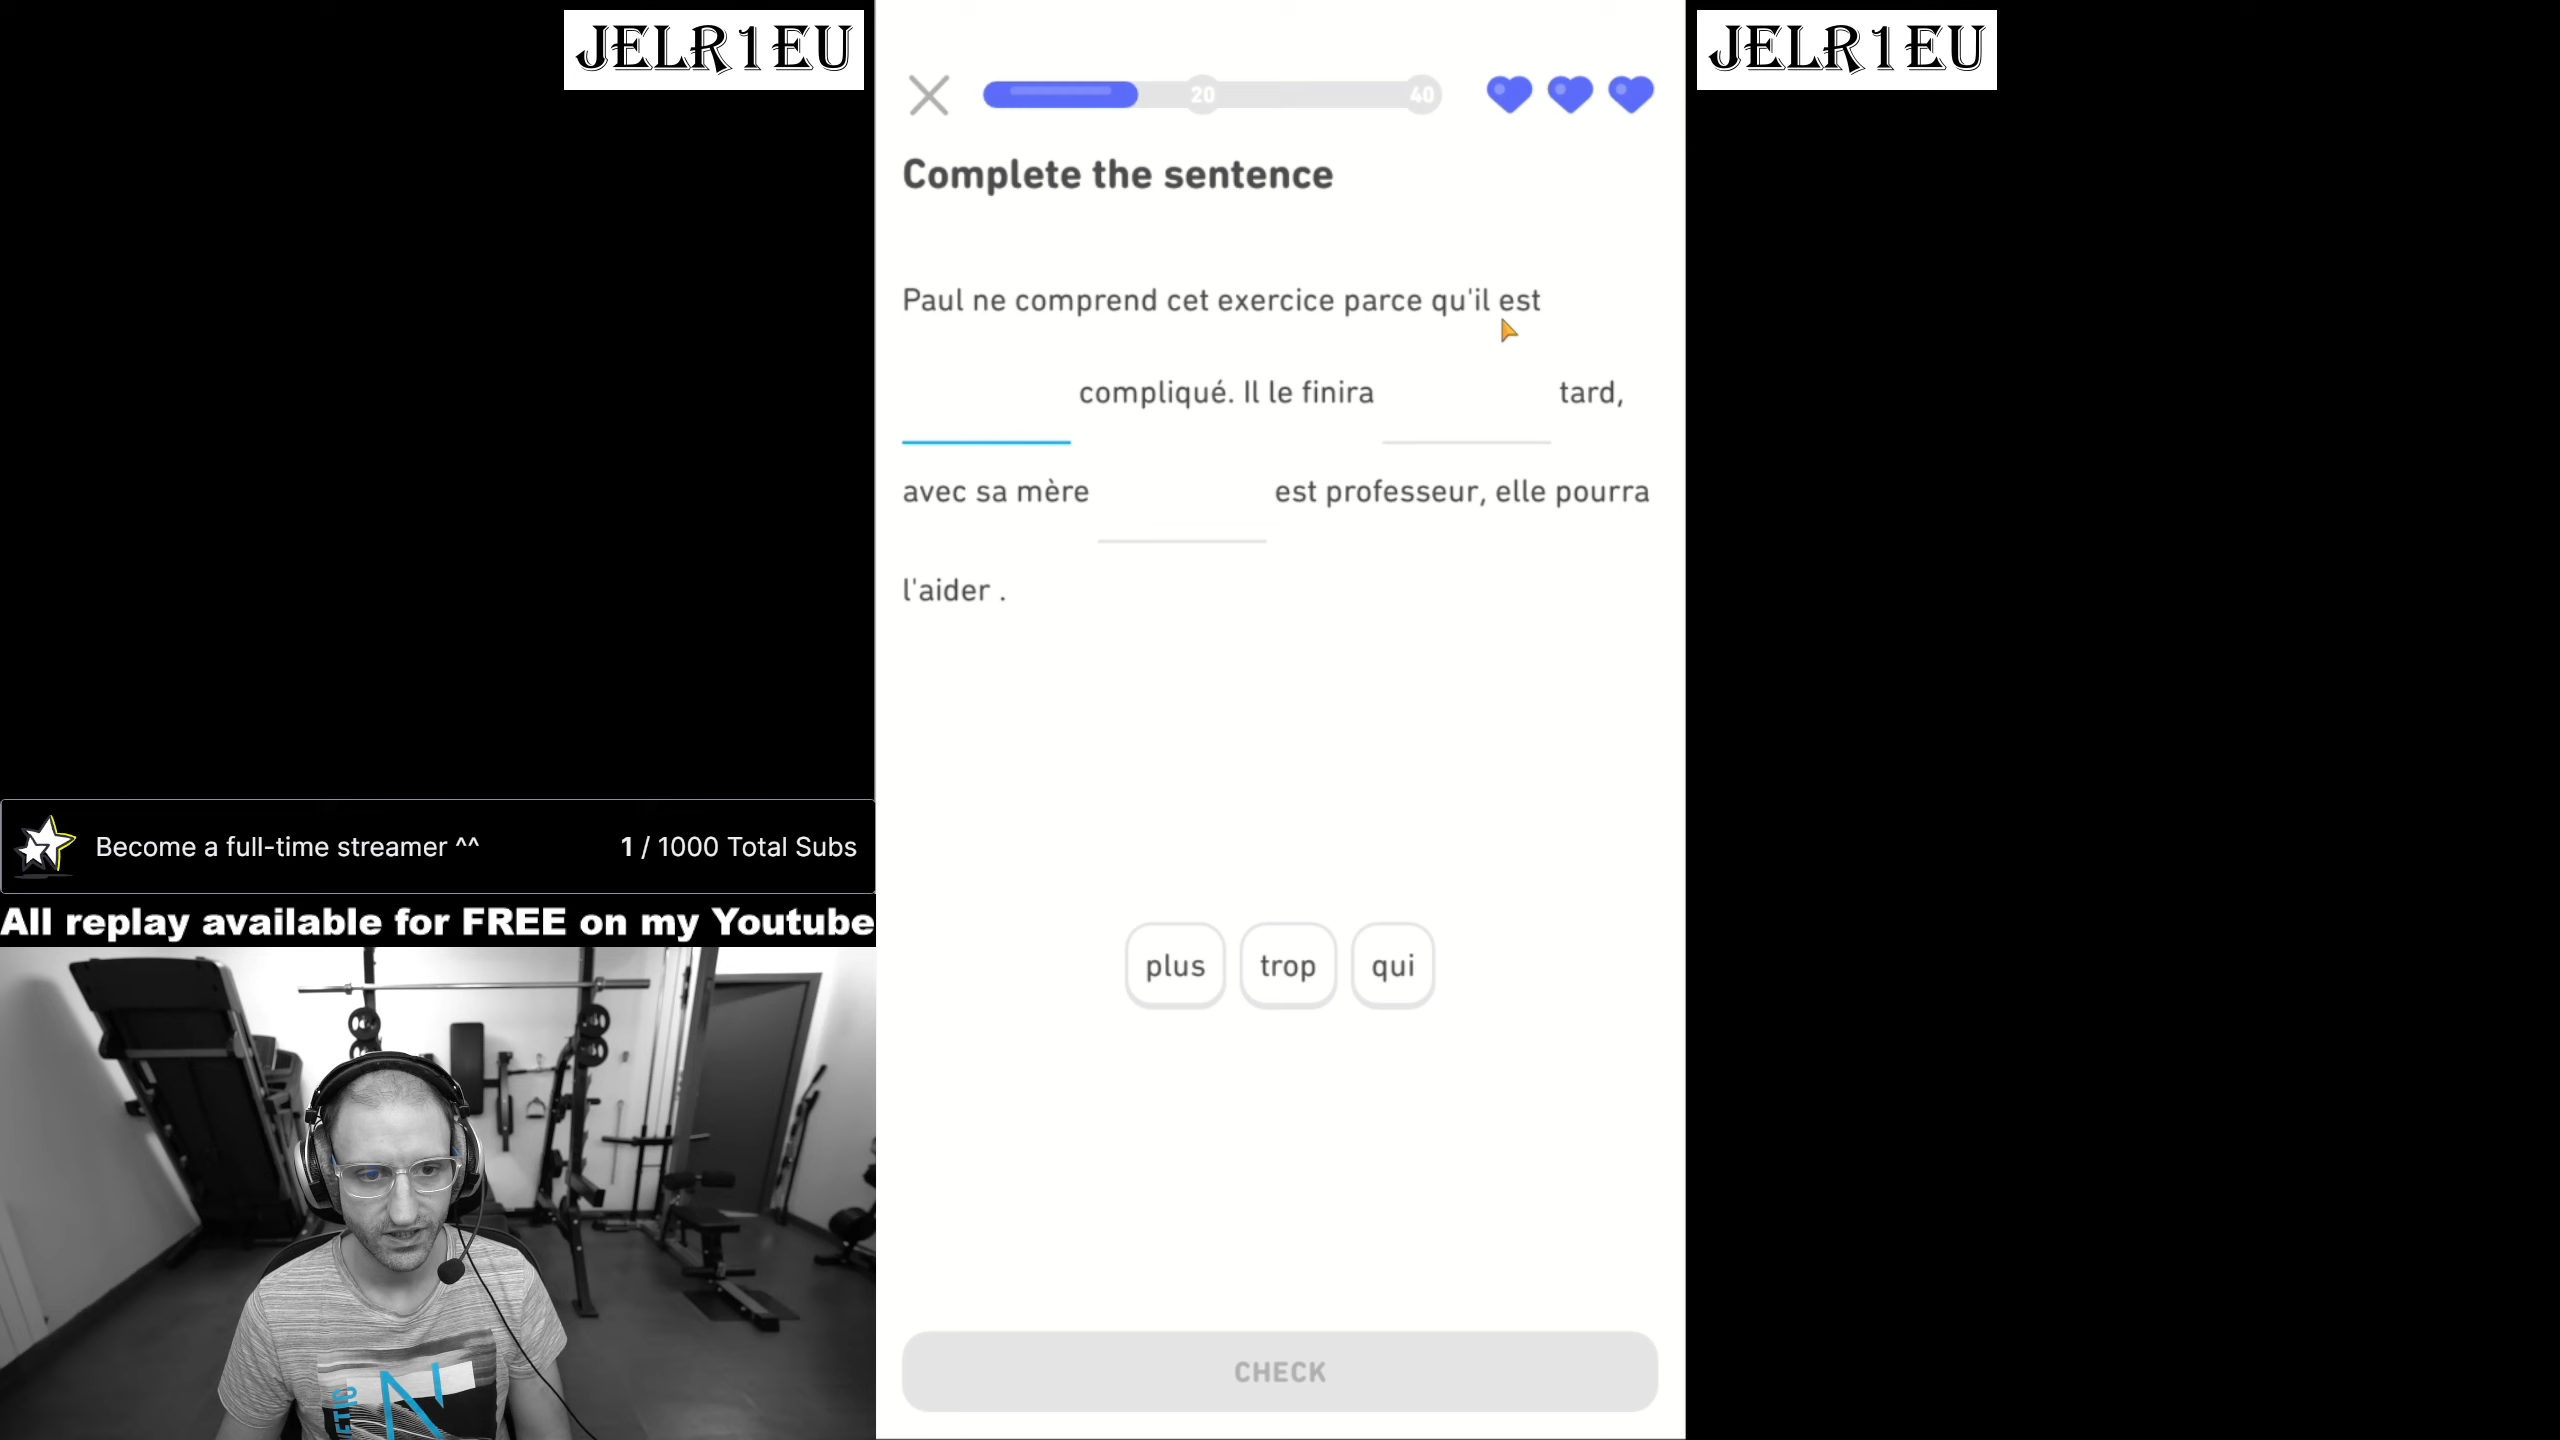 JELR1EU
JELR1EU
20
40
Complete the sentence
Paul ne comprend cet exercice parce qu'il est
compliqué. Il le finira tard,
avec sa mère est professeur, elle pourra
l'aider .
plus trop qui
CHECK
Become a full-time streamer ^^ 1 / 1000 Total Subs
All replay available for FREE on my Youtube
N